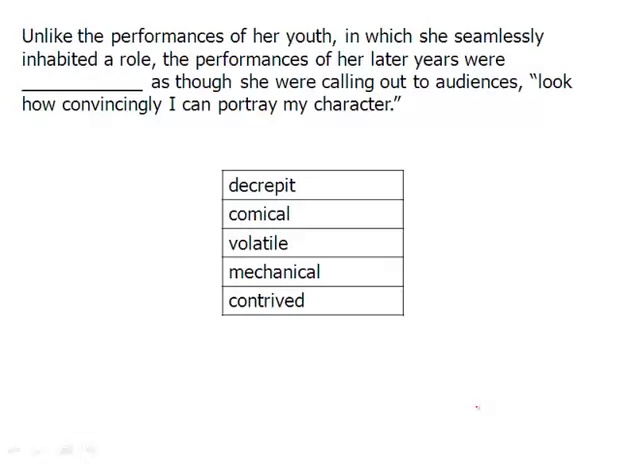 Unlike the performances of her youth, in which she seamlessly
inhabited a role, the performances of her later years were
____________ as though she were calling out to audiences, “look
how convincingly I can portray my character.”
decrepit
comical
volatile
mechanical
contrived